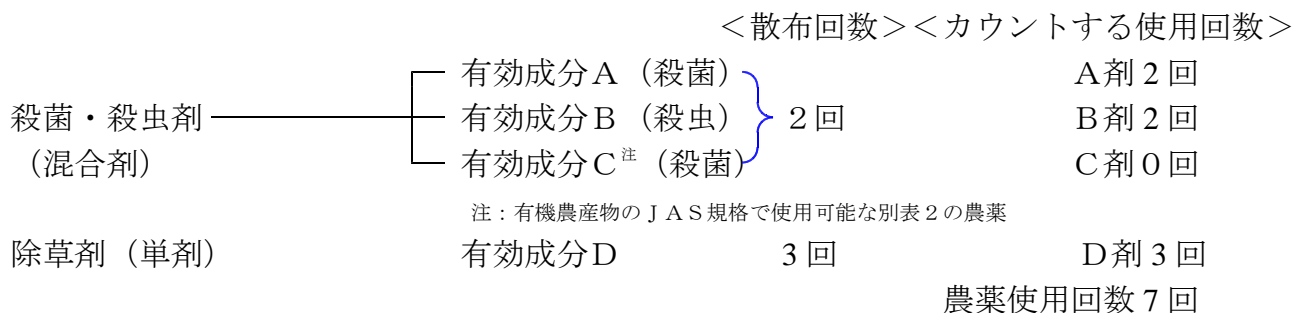 ＜散布回数＞＜カウントする使用回数＞
有効成分Ａ（殺菌） Ａ剤２回
殺菌・殺虫剤 有効成分Ｂ（殺虫） ２回 Ｂ剤２回
（混合剤） 有効成分Ｃ注（殺菌） Ｃ剤０回
注：有機農産物のＪＡＳ規格で使用可能な別表２の農薬
除草剤（単剤） 有効成分Ｄ ３回 Ｄ剤３回
農薬使用回数７回